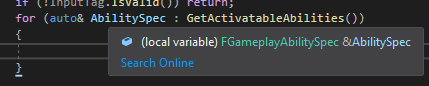 if (!InputTag.IsValid()) return;
for (auto& AbilitySpec : GetActivatableAbilities())
{
(local variable) FGameplayAbilitySpec &AbilitySpec
Search Online
}